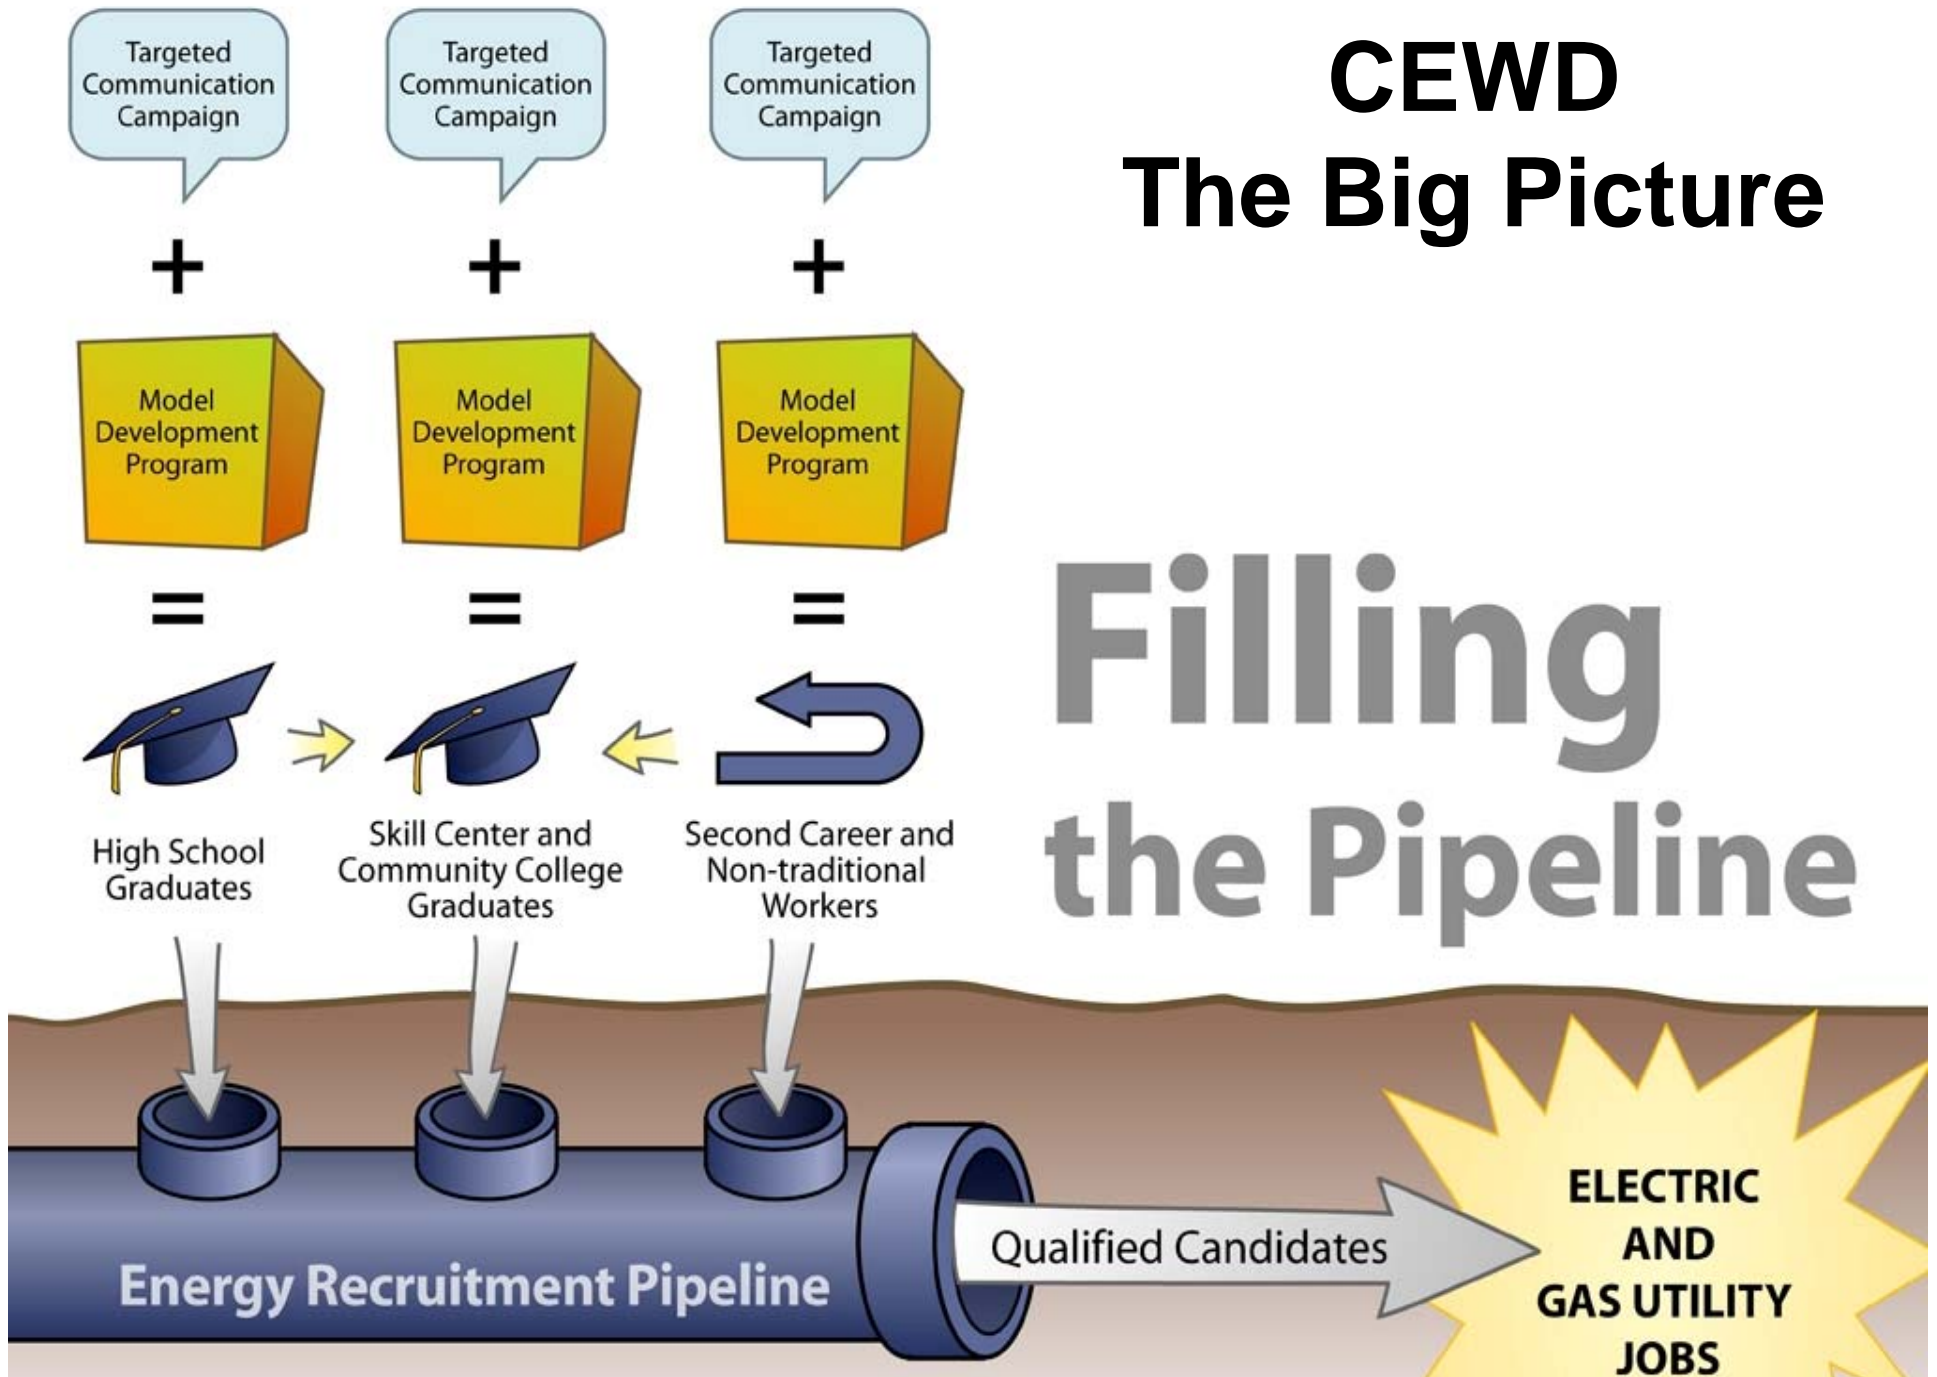 Targeted
Communication
Campaign
Targeted
Communication
Campaign
Targeted
Communication
Campaign
CEWD
The Big Picture
+
+
+
Model
Development
Program
Model
Development
Program
Model
Development
Program
=
=
=
Filling
the Pipeline
High School
Graduates
Skill Center and
Community College
Graduates
Second Career and
Non-traditional
Workers
Energy Recruitment Pipeline
Qualified Candidates
ELECTRIC
AND
GAS UTILITY
JOBS